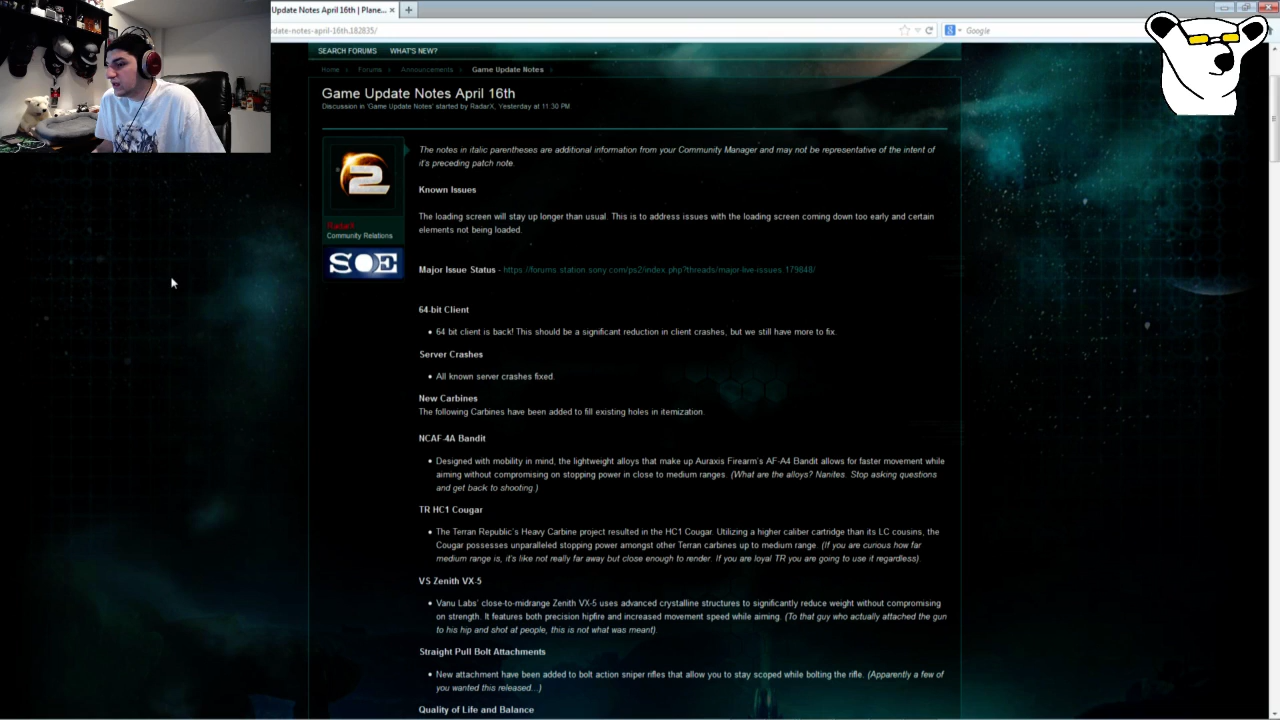 Update Notes April 16th | Plane... ×
date-notes-april-16th.182835/
Google
SEARCH FORUMS WHAT'S NEW?
Home Forums Announcements Game Update Notes
Game Update Notes April 16th
Discussion in 'Game Update Notes' started by RadarX, Yesterday at 11:30 PM
The notes in italic parentheses are additional information from your Community Manager and may not be representative of the intent of
it's preceding patch note.
2
RadarX
Community Relations
SOE
Known Issues
The loading screen will stay up longer than usual. This is to address issues with the loading screen coming down too early and certain
elements not being loaded.
Major Issue Status - https://forums.station.sony.com/ps2/index.php?threads/major-live-issues.179848/
64-bit Client
• 64 bit client is back! This should be a significant reduction in client crashes, but we still have more to fix.
Server Crashes
• All known server crashes fixed.
New Carbines
The following Carbines have been added to fill existing holes in itemization.
NCAF-4A Bandit
• Designed with mobility in mind, the lightweight alloys that make up Auraxis Firearm's AF-A4 Bandit allows for faster movement while
aiming without compromising on stopping power in close to medium ranges. (What are the alloys? Nanites. Stop asking questions
and get back to shooting )
TR HC1 Cougar
• The Terran Republic's Heavy Carbine project resulted in the HC1 Cougar. Utilizing a higher caliber cartridge than its LC cousins, the
Cougar possesses unparalleled stopping power amongst other Terran carbines up to medium range. (If you are curious how far
medium range is, it's like not really far away but close enough to render. If you are loyal TR you are going to use it regardless).
VS Zenith VX-5
• Vanu Labs' close-to-midrange Zenith VX-5 uses advanced crystalline structures to significantly reduce weight without compromising
on strength. It features both precision hipfire and increased movement speed while aiming. (To that guy who actually attached the gun
to his hip and shot at people, this is not what was meant).
Straight Pull Bolt Attachments
• New attachment have been added to bolt action sniper rifles that allow you to stay scoped while bolting the rifle. (Apparently a few of
you wanted this released...)
Quality of Life and Balance